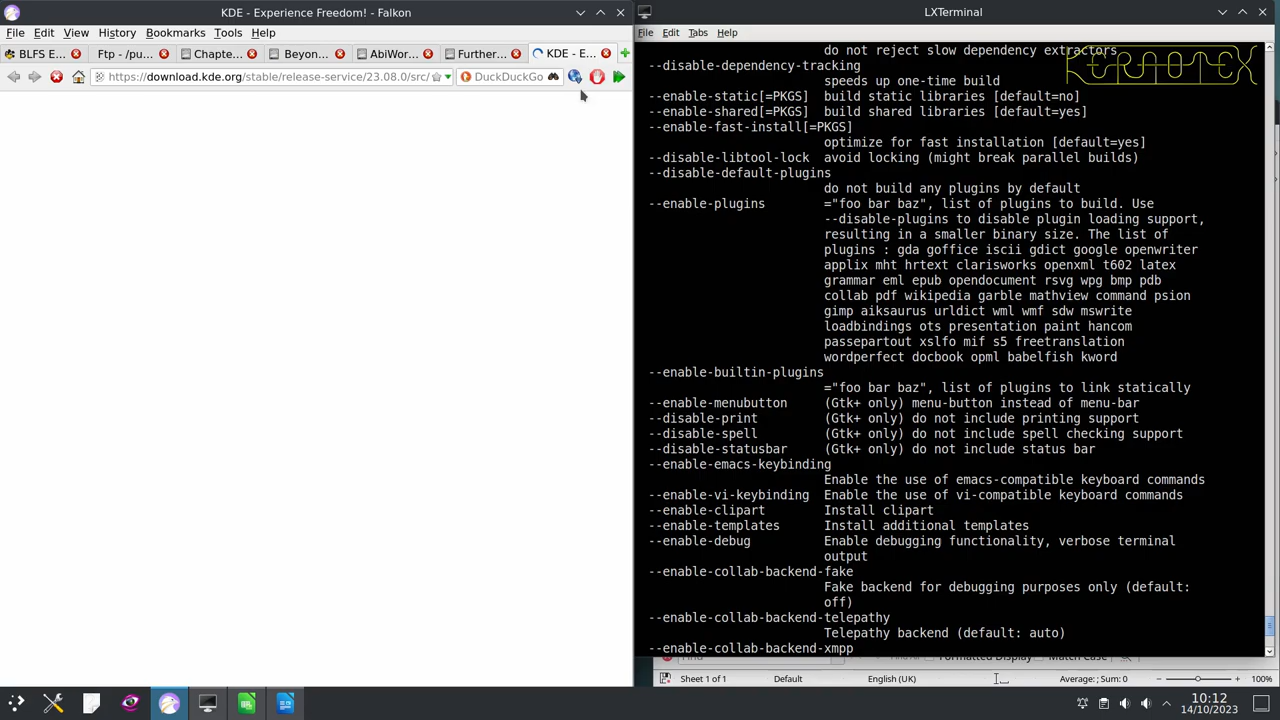 KDE - Experience Freedom! - Falkon
File Edit View History Bookmarks Tools Help
BLFS E... Ftp - /pu... Chapte... Beyon... AbiWor... Further... KDE - E...
https://download.kde.org/stable/release-service/23.08.0/src/ DuckDuckGo
LXTerminal
File Edit Tabs Help
KERNOTEX
do not reject slow dependency extractors
--disable-dependency-tracking
speeds up one-time build
--enable-static[=PKGS] build static libraries [default=no]
--enable-shared[=PKGS] build shared libraries [default=yes]
--enable-fast-install[=PKGS]
optimize for fast installation [default=yes]
--disable-libtool-lock avoid locking (might break parallel builds)
--disable-default-plugins
do not build any plugins by default
--enable-plugins ="foo bar baz", list of plugins to build. Use
--disable-plugins to disable plugin loading support,
resulting in a smaller binary size. The list of
plugins : gda goffice iscii gdict google openwriter
applix mht hrtext clarisworks openxml t602 latex
grammar eml epub opendocument rsvg wpg bmp pdb
collab pdf wikipedia garble mathview command psion
gimp aiksaurus urldict wml wmf sdw mswrite
loadbindings ots presentation paint hancom
passepartout xslfo mif s5 freetranslation
wordperfect docbook opml babelfish kword
--enable-builtin-plugins
="foo bar baz", list of plugins to link statically
--enable-menubutton (Gtk+ only) menu-button instead of menu-bar
--disable-print (Gtk+ only) do not include printing support
--disable-spell (Gtk+ only) do not include spell checking support
--disable-statusbar (Gtk+ only) do not include status bar
--enable-emacs-keybinding
Enable the use of emacs-compatible keyboard commands
--enable-vi-keybinding Enable the use of vi-compatible keyboard commands
--enable-clipart Install clipart
--enable-templates Install additional templates
--enable-debug Enable debugging functionality, verbose terminal
output
--enable-collab-backend-fake
Fake backend for debugging purposes only (default:
off)
--enable-collab-backend-telepathy
Telepathy backend (default: auto)
--enable-collab-backend-xmpp
Find Find All Formatted Display Match Case
Sheet 1 of 1 Default English (UK) Average: ; Sum: 0 100%
10:12
14/10/2023